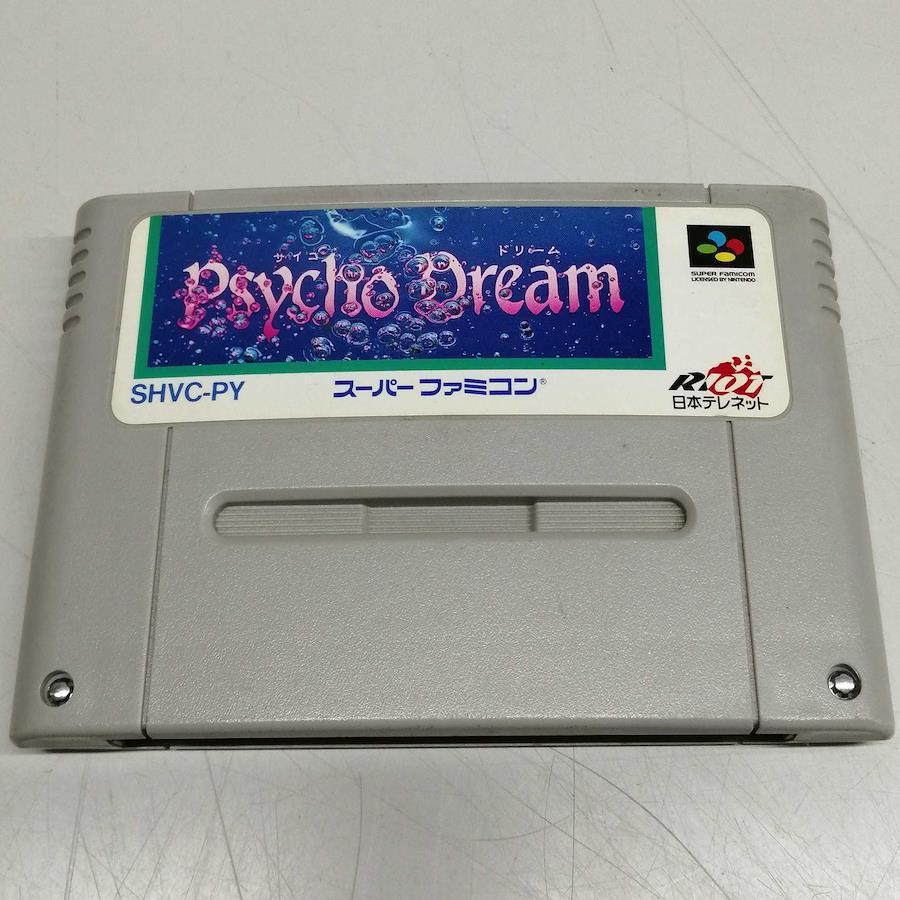 サイコ ドリーム
Psycho Dream
SUPER FAMICOM
LICENSED BY NINTENDO
SHVC-PY
スーパーファミコン®
RIOT
日本テレネット